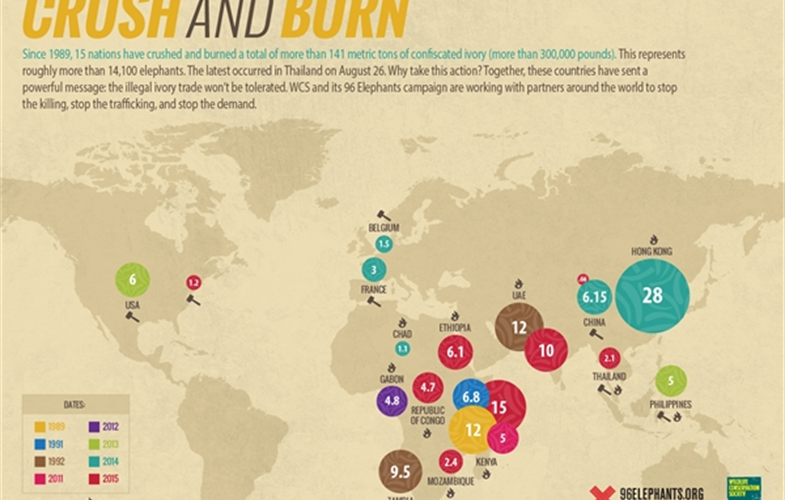 CRUSH AND BURN
Since 1989, 15 nations have crushed and burned a total of more than 141 metric tons of confiscated ivory (more than 300,000 pounds). This represents
roughly more than 14,100 elephants. The latest occurred in Thailand on August 26. Why take this action? Together, these countries have sent a
powerful message: the illegal ivory trade won't be tolerated. WCS and its 96 Elephants campaign are working with partners around the world to stop
the killing, stop the trafficking, and stop the demand.
BELGIUM
1.5
HONG KONG
28
6
USA
1.2
3
FRANCE
UAE
12
10
6.15
CHINA
CHAD
1.1
ETHIOPIA
6.1
2.1
THAILAND
GABON
4.8
4.7
REPUBLIC
OF CONGO
6.8
15
12
5
KENYA
5
PHILIPPINES
9.5
ZAMBIA
2.4
MOZAMBIQUE
DATES:
1989 2012
1991 2013
1992 2014
2011 2015
96ELEPHANTS.ORG
WILDLIFE
CONSERVATION
SOCIETY